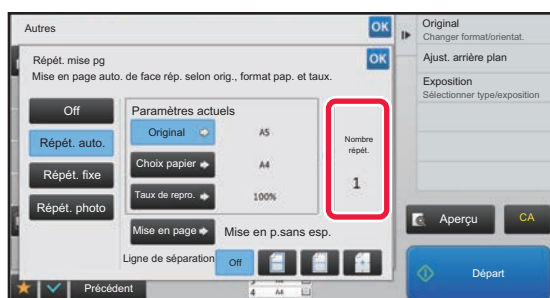 Autres
OK
Répét. mise pg
OK
Mise en page auto. de face rép. selon orig., format pap. et taux.
Off
Répét. auto.
Répét. fixe
Répét. photo
Paramètres actuels
Original
A5
Choix papier
A4
Taux de repro.
100%
Mise en page
Mise en p.sans esp.
Ligne de séparation
Off
Nombre
répét.
1
Précédent
4
A4
Original
Changer format/orientat.
Ajust. arrière plan
Exposition
Sélectionner type/exposition
Aperçu
CA
Départ